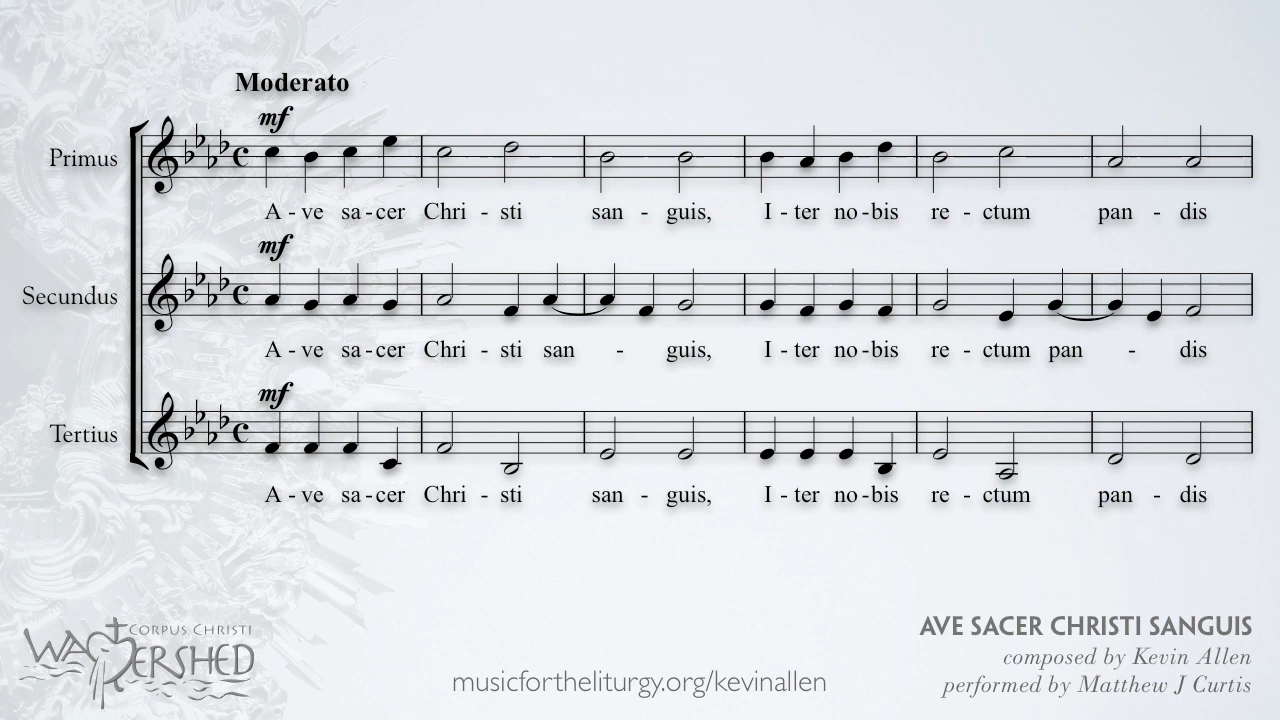 Moderato
mf
Primus
A - ve sa - cer Chri - sti san - guis, I - ter no - bis re - ctum pan - dis
mf
Secundus
A - ve sa - cer Chri - sti san - guis, I - ter no - bis re - ctum pan - dis
mf
Tertius
A - ve sa - cer Chri - sti san - guis, I - ter no - bis re - ctum pan - dis
CORPUS CHRISTI
WATERSHED
musicfortheliturgy.org/kevinallen
AVE SACER CHRISTI SANGUIS
composed by Kevin Allen
performed by Matthew J Curtis